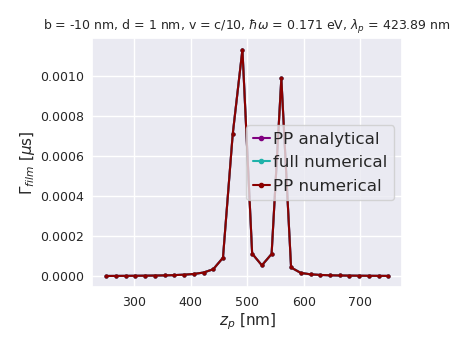 b = -10 nm, d = 1 nm, v = c/10, ℏω = 0.171 eV, λₚ = 423.89 nm
0.0010
0.0008
0.0006
0.0004
0.0002
0.0000
Γ_film [μs]
PP analytical
full numerical
PP numerical
300 400 500 600 700
zₚ [nm]